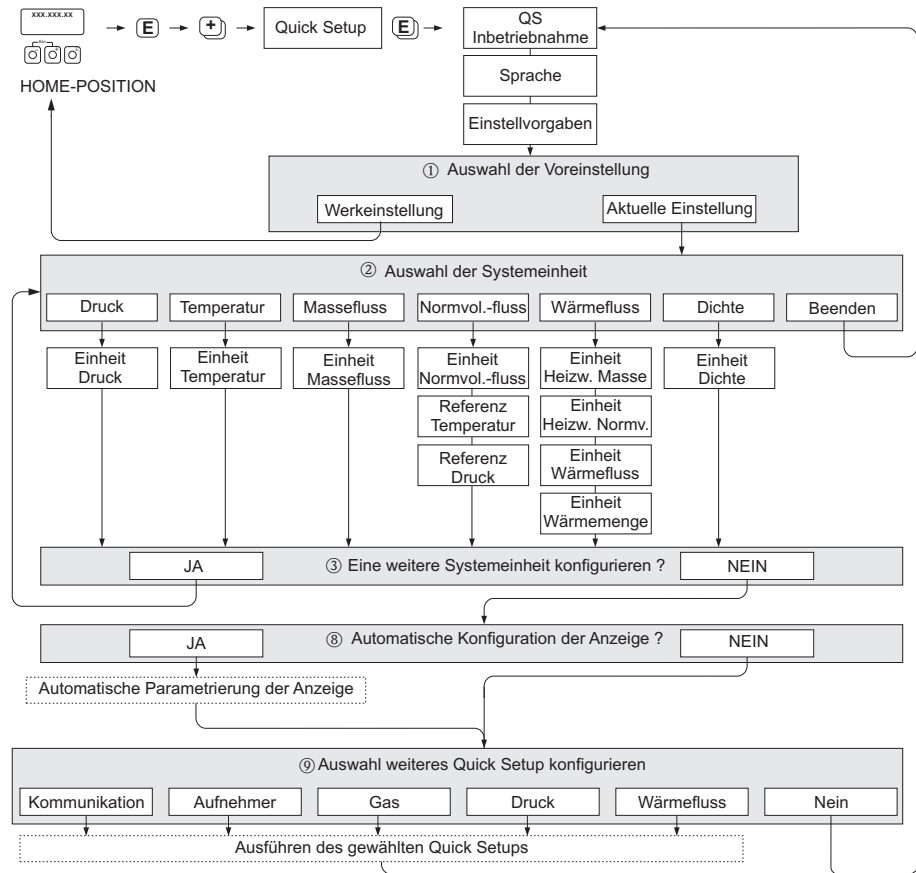 xxx.xxx.xx
Esc
E
+
Quick Setup
E
QS
Inbetriebnahme
HOME-POSITION
Sprache
Einstellvorgaben
① Auswahl der Voreinstellung
Werkeinstellung
Aktuelle Einstellung
② Auswahl der Systemeinheit
Druck
Temperatur
Massefluss
Normvol.-fluss
Wärmefluss
Dichte
Beenden
Einheit
Druck
Einheit
Temperatur
Einheit
Massefluss
Einheit
Normvol.-fluss
Einheit
Heizw. Masse
Einheit
Dichte
Referenz
Temperatur
Einheit
Heizw. Normv.
Referenz
Druck
Einheit
Wärmefluss
Einheit
Wärmemenge
JA
③ Eine weitere Systemeinheit konfigurieren ?
NEIN
JA
⑧ Automatische Konfiguration der Anzeige ?
NEIN
Automatische Parametrierung der Anzeige
⑨ Auswahl weiteres Quick Setup konfigurieren
Kommunikation
Aufnehmer
Gas
Druck
Wärmefluss
Nein
Ausführen des gewählten Quick Setups